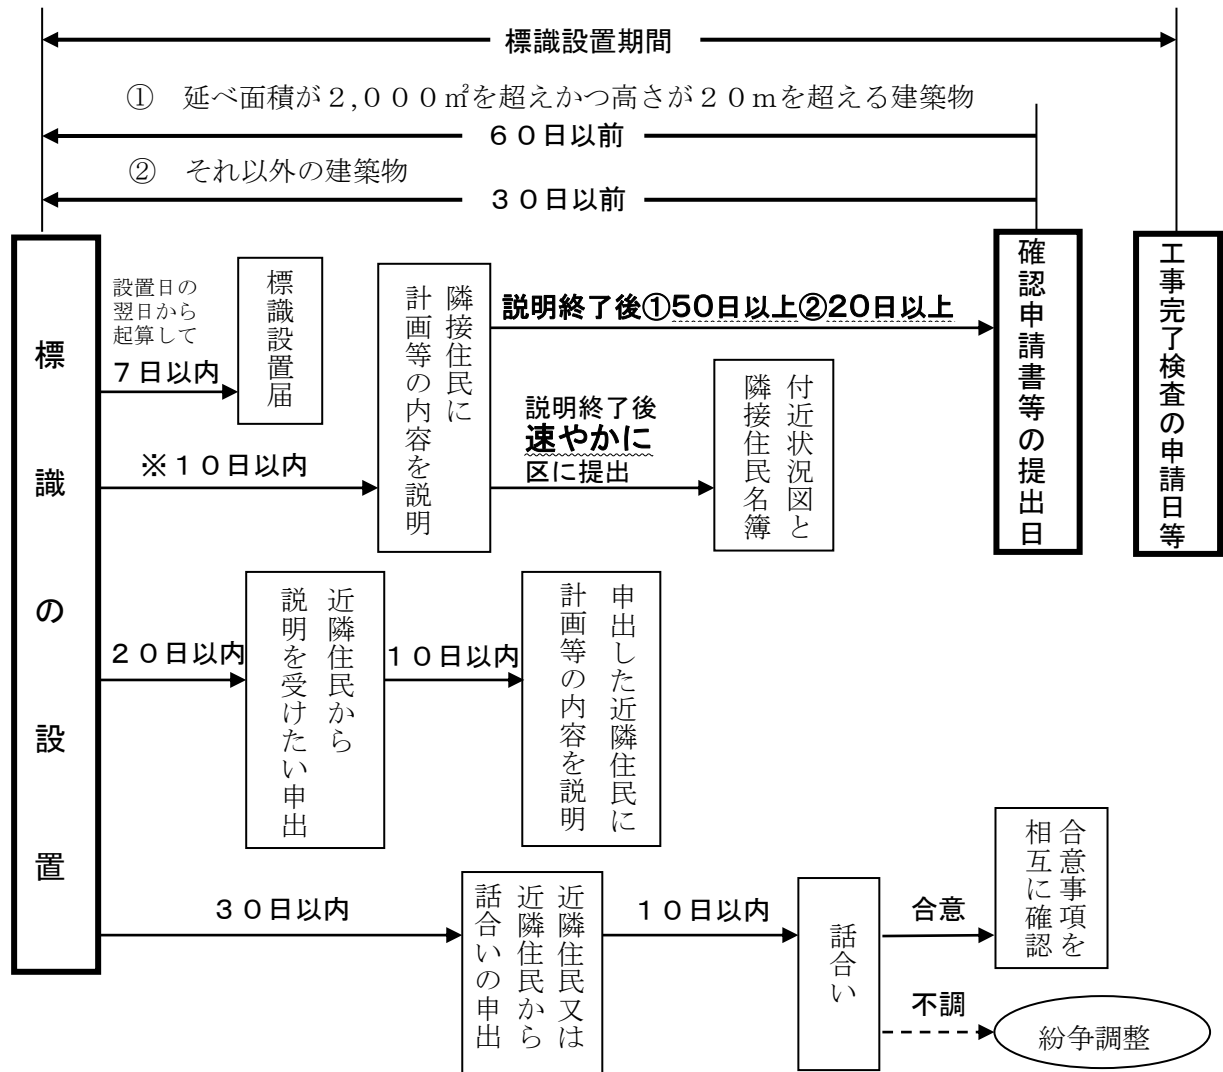 標識設置期間
① 延べ面積が２,０００㎡を超えかつ高さが２０ｍを超える建築物
６０日以前
② それ以外の建築物
３０日以前
標識の設置
設置日の
翌日から
起算して
７日以内
標識設置届
※１０日以内
隣接住民に
計画等の内容を説明
説明終了後①50日以上②20日以上
説明終了後
速やかに
区に提出
付近状況図と
隣接住民名簿
確認申請書等の提出日
工事完了検査の申請日等
２０日以内
近隣住民から
説明を受けたい申出
１０日以内
申出した近隣住民に
計画等の内容を説明
３０日以内
近隣住民又は
近隣住民から
話合いの申出
１０日以内
話合い
合意
合意事項を
相互に確認
不調
紛争調整